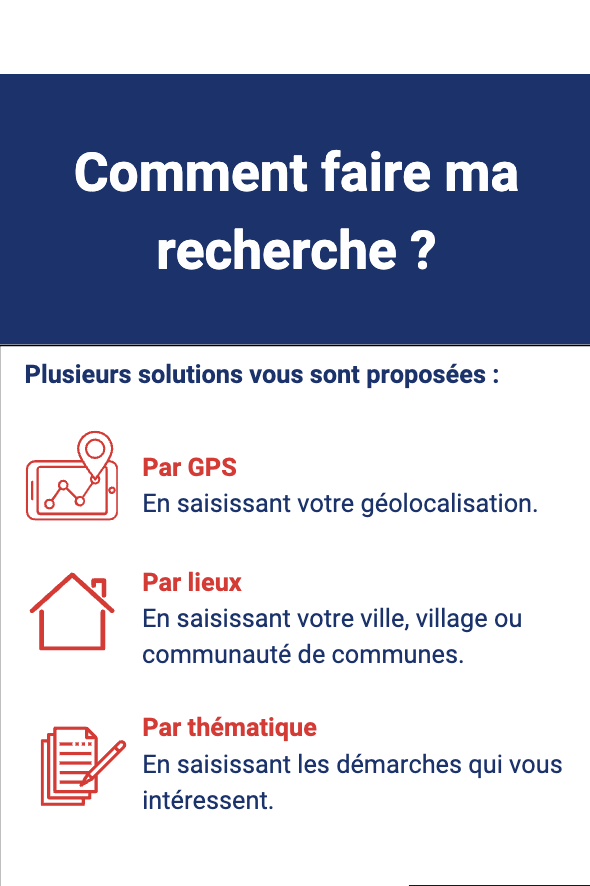 Comment faire ma
recherche ?
Plusieurs solutions vous sont proposées :
Par GPS
En saisissant votre géolocalisation.
Par lieux
En saisissant votre ville, village ou
communauté de communes.
Par thématique
En saisissant les démarches qui vous
intéressent.